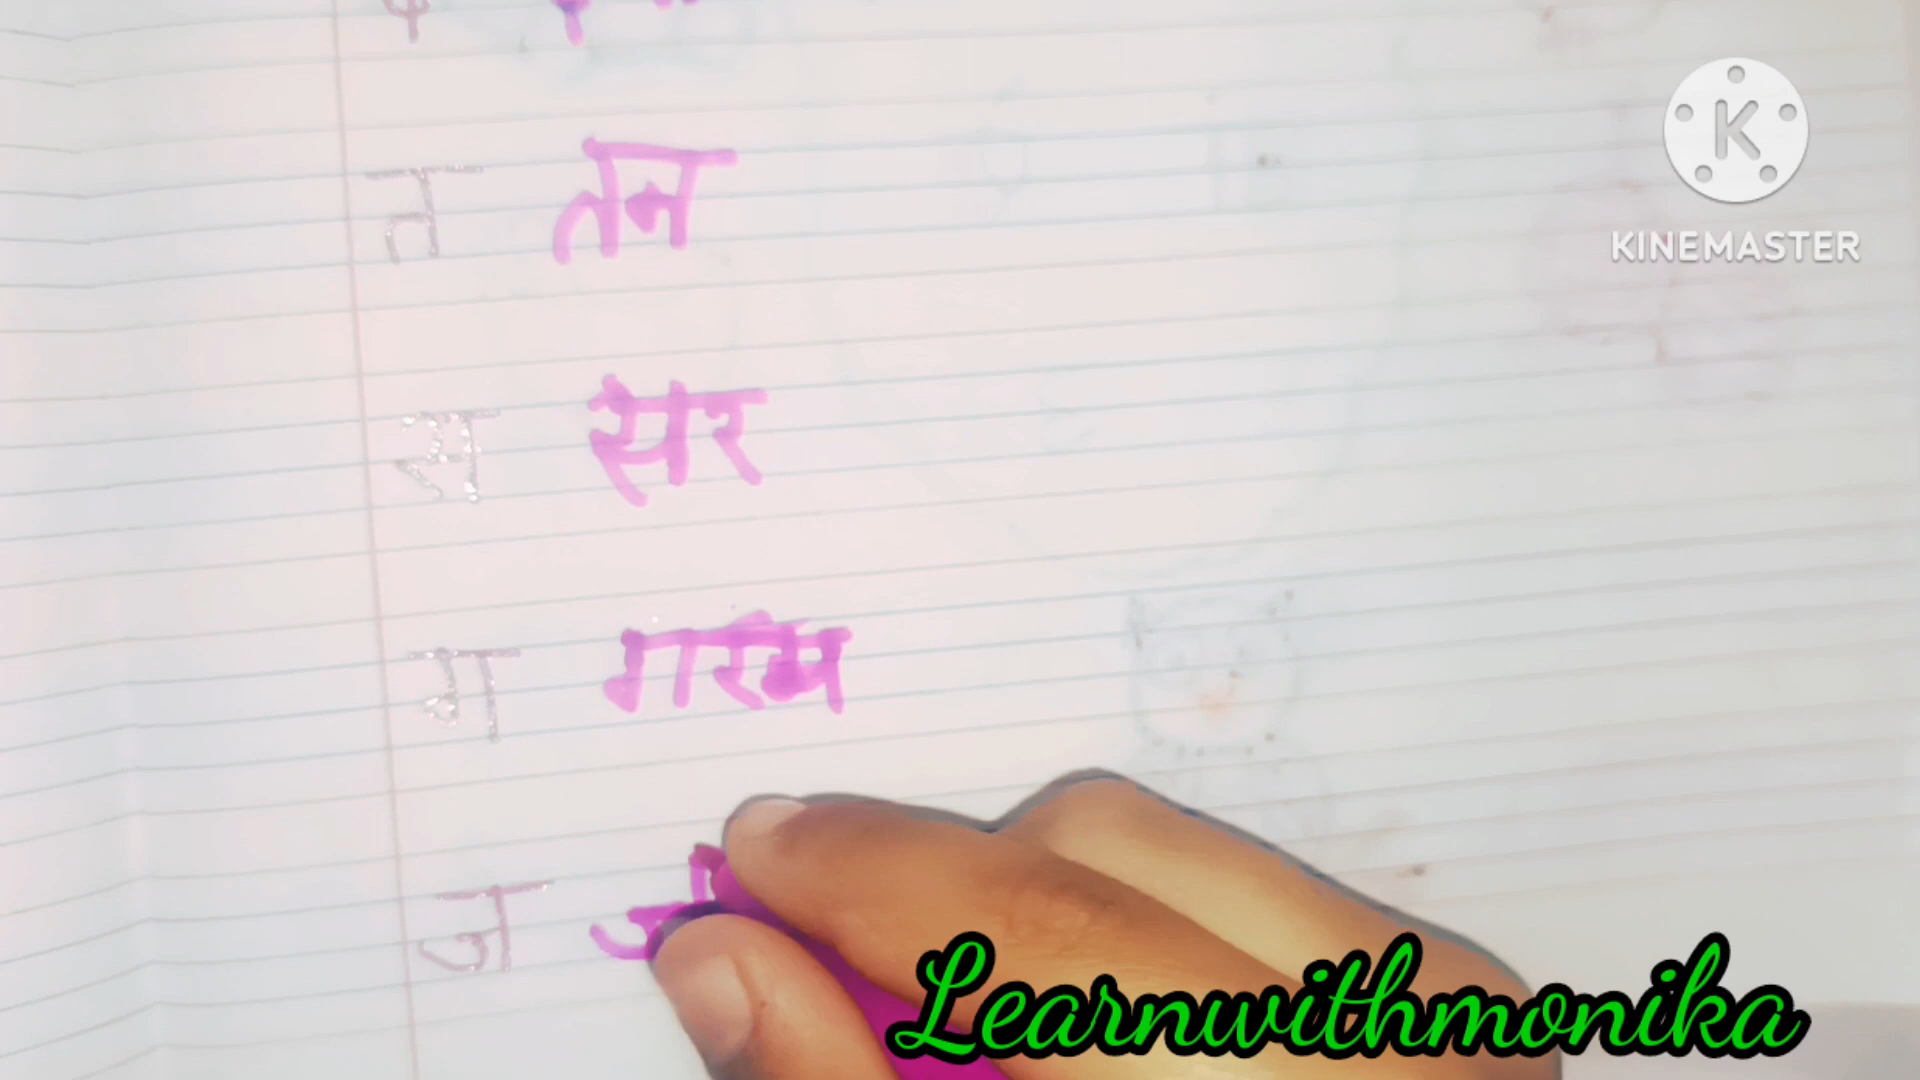 त तन
KINEMASTER
स सर
ग गरम
ज
Learnwithmonika